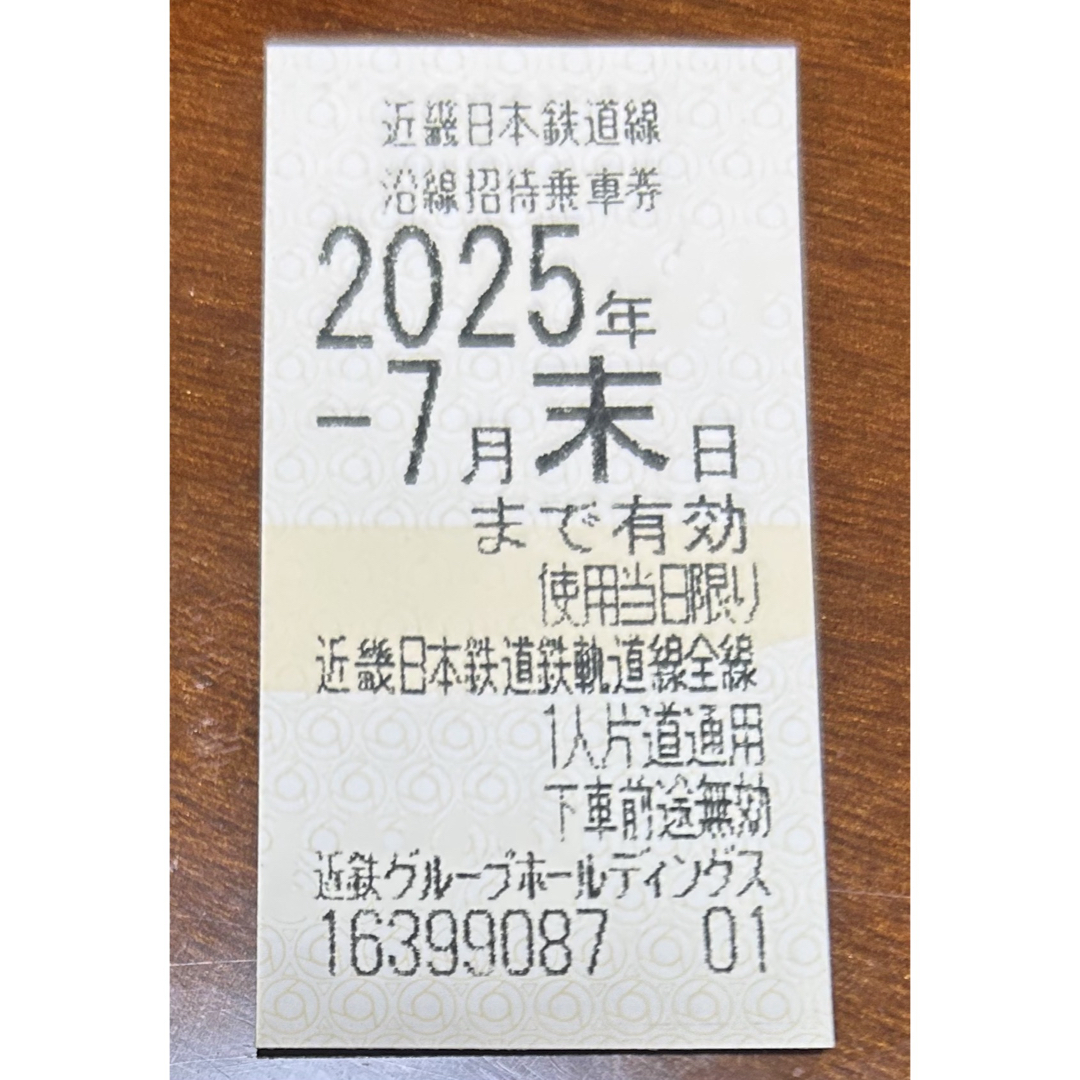 近畿日本鉄道線
沿線招待乗車券
2025年
-7月末日
まで有効
使用当日限り
近畿日本鉄道鉄軌道線全線
1人片道通用
下車前途無効
近鉄グループホールディングス
16399087 01